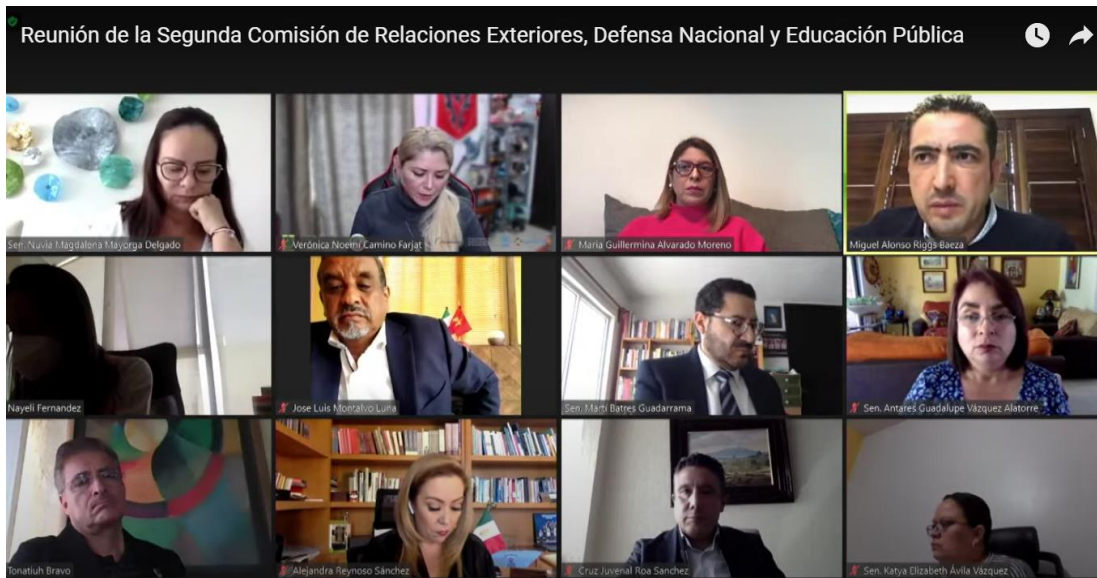 Reunión de la Segunda Comisión de Relaciones Exteriores, Defensa Nacional y Educación Pública
Sen. Nuvia Magdalena Mayorga Delgado
Verónica Noemí Camino Farjat
María Guillermina Alvarado Moreno
Miguel Alonso Riggs Baeza
Nayeli Fernandez
Jose Luis Montalvo Luna
Sen. Martí Batres Guadarrama
Sen. Antares Guadalupe Vázquez Alatorre
Tonatiuh Bravo
Alejandra Reynoso Sánchez
Cruz Juvenal Roa Sanchez
Sen. Katya Elizabeth Ávila Vázquez